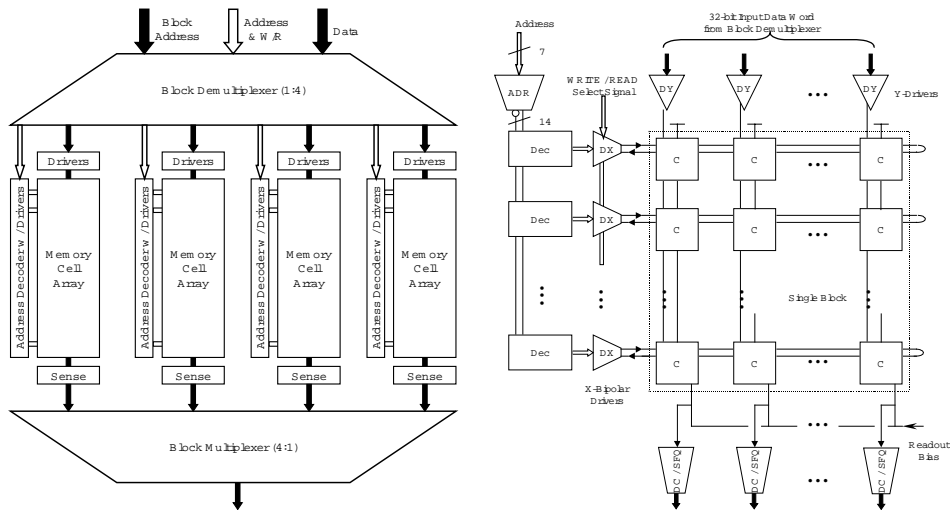 Block
Address
Address
& W/R
Data
Block Demultiplexer (1:4)
Drivers
Drivers
Drivers
Drivers
Address Decoder w/Drivers
Memory
Cell
Array
Address Decoder w/Drivers
Memory
Cell
Array
Address Decoder w/Drivers
Memory
Cell
Array
Address Decoder w/Drivers
Memory
Cell
Array
Sense
Sense
Sense
Sense
Block Multiplexer (4:1)
Address
7
ADR
14
WRITE/READ
Select Signal
32-bit Input Data Word
from Block Demultiplexer
DY
DY
DY
Y-Drivers
Dec
DX
C
C
C
Dec
DX
C
C
C
Single Block
Dec
DX
C
C
C
X-Bipolar
Drivers
Readout
Bias
DC/SFQ
DC/SFQ
DC/SFQ